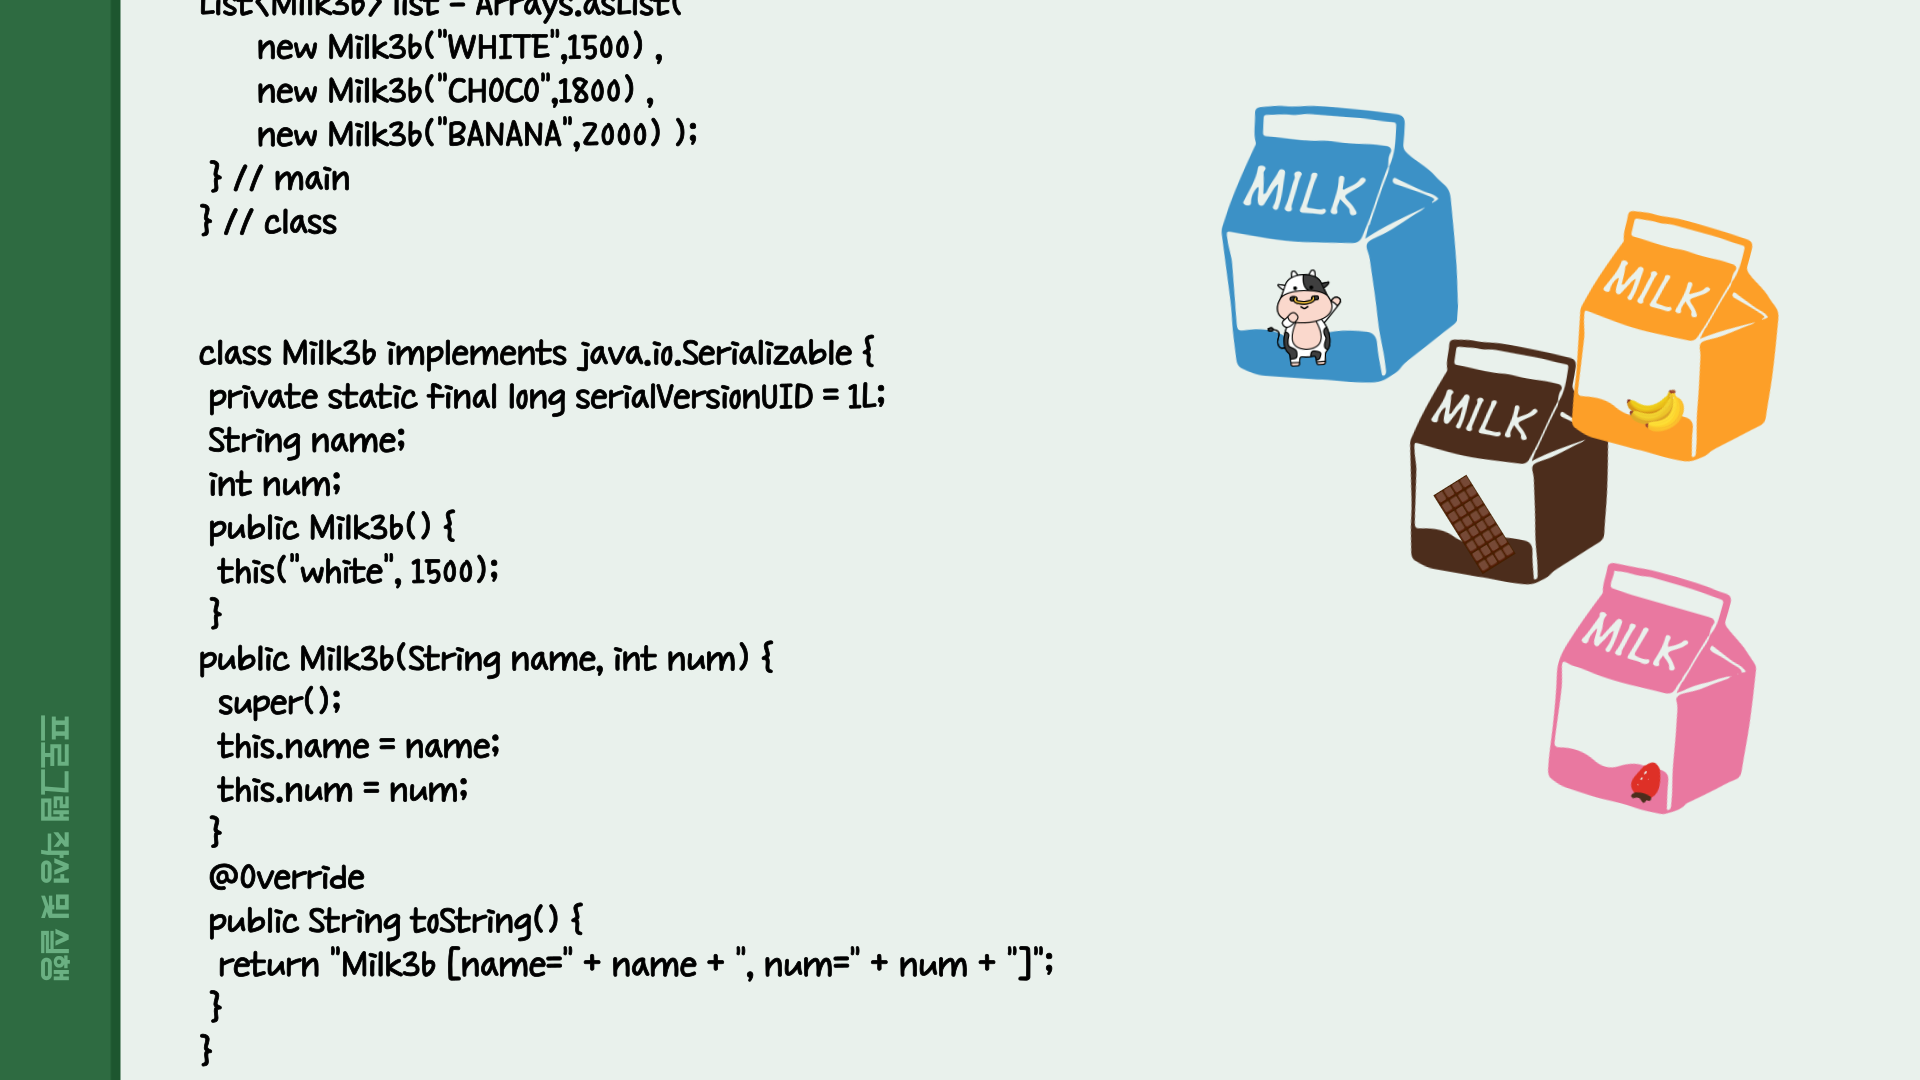 List<Milk3b> list = Arrays.asList(
new Milk3b("WHITE",1500) ,
new Milk3b("CHOCO",1800) ,
new Milk3b("BANANA",2000) );
} // main
} // class
class Milk3b implements java.io.Serializable {
private static final long serialVersionUID = 1L;
String name;
int num;
public Milk3b() {
this("white", 1500);
}
public Milk3b(String name, int num) {
super();
this.name = name;
this.num = num;
}
@Override
public String toString() {
return "Milk3b [name=" + name + ", num=" + num + "]";
}
}
MILK
MILK
MILK
MILK
프로그램 작성 및 실행